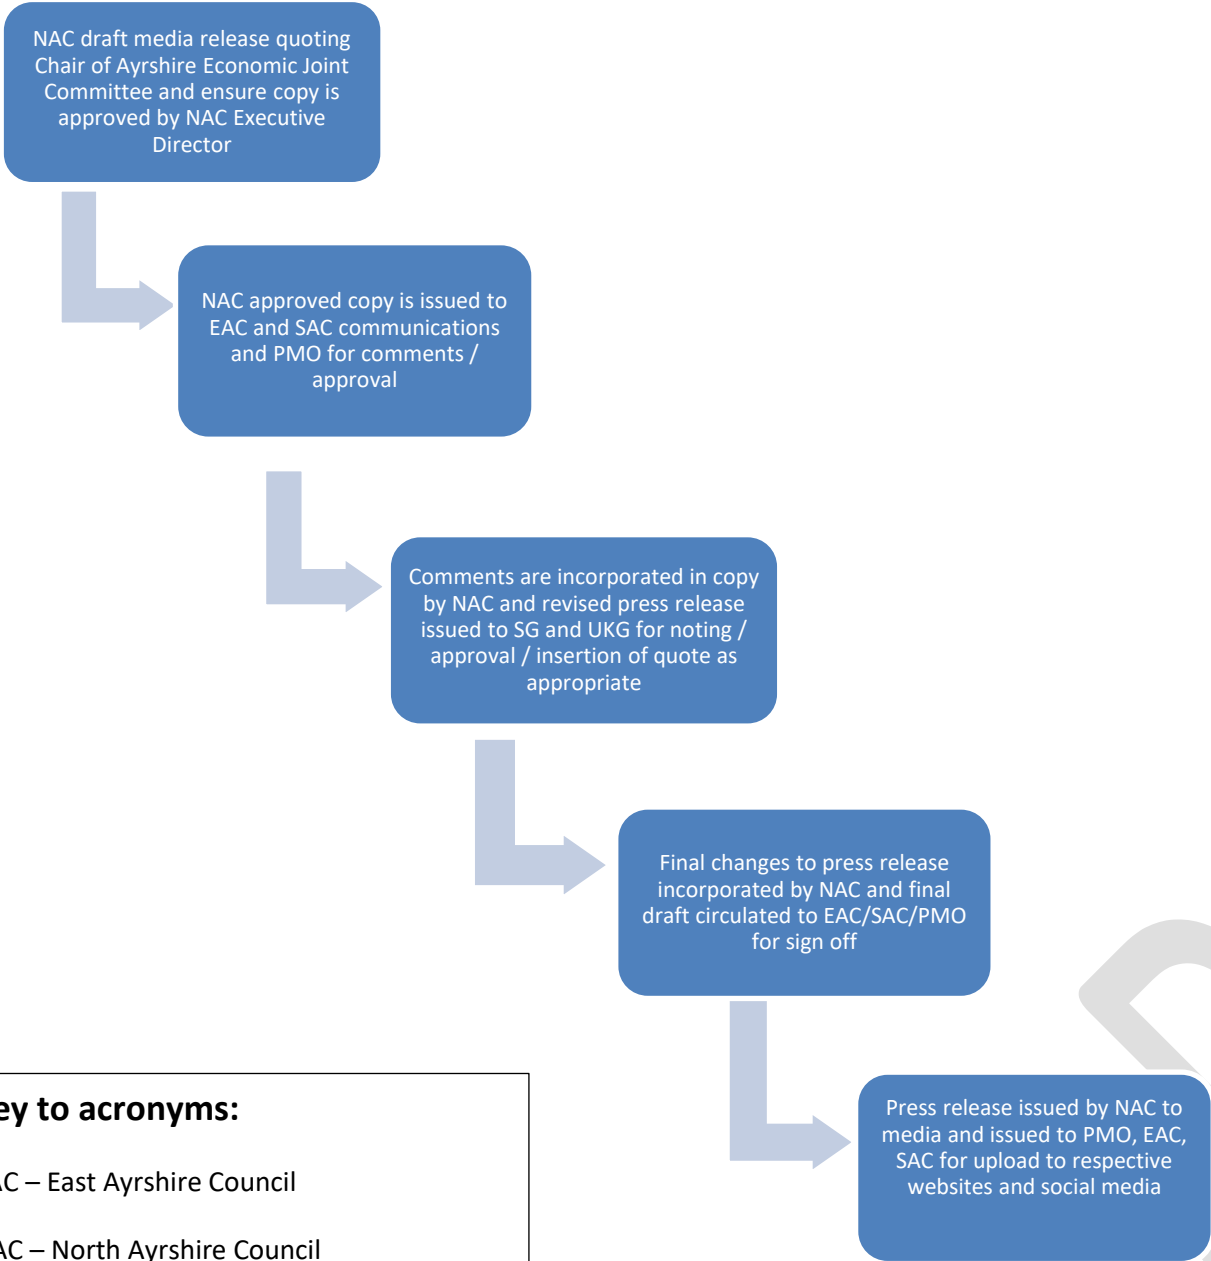 NAC draft media release quoting
Chair of Ayrshire Economic Joint
Committee and ensure copy is
approved by NAC Executive
Director
NAC approved copy is issued to
EAC and SAC communications
and PMO for comments /
approval
Comments are incorporated in copy
by NAC and revised press release
issued to SG and UKG for noting /
approval / insertion of quote as
appropriate
Final changes to press release
incorporated by NAC and final
draft circulated to EAC/SAC/PMO
for sign off
Press release issued by NAC to
media and issued to PMO, EAC,
SAC for upload to respective
websites and social media
ey to acronyms:
AC – East Ayrshire Council
AC – North Ayrshire Council